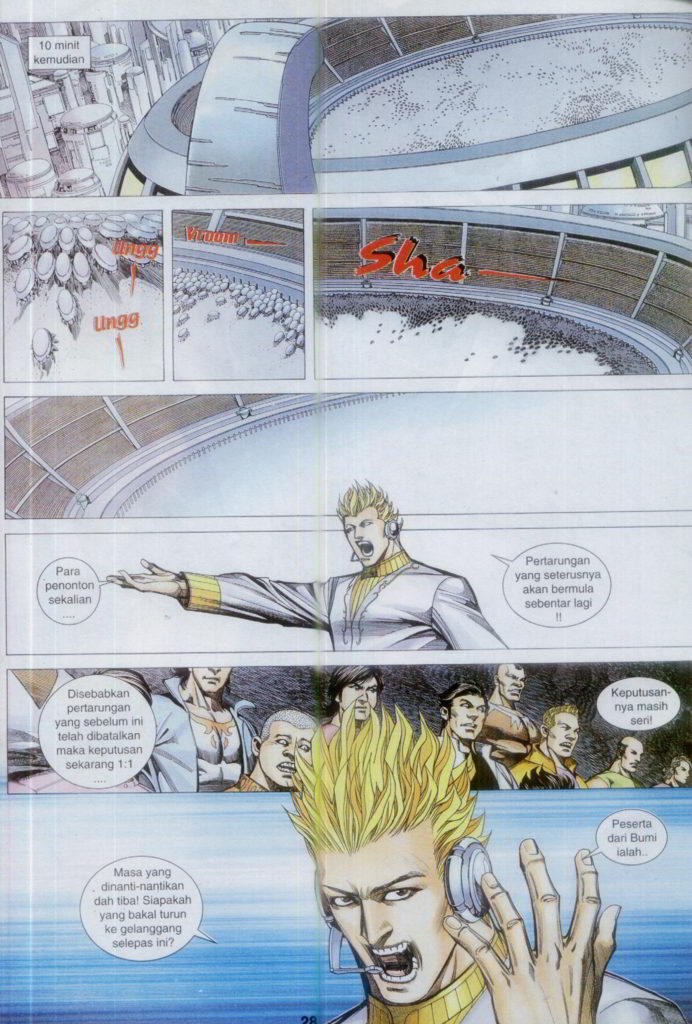 10 minit
kemudian
Ungg
Ungg
Vruum
Sha
Para
penonton
sekalian
....
Pertarungan
yang seterusnya
akan bermula
sebentar lagi
!!
Disebabkan
pertarungan
yang sebelum ini
telah dibatalkan
maka keputusan
sekarang 1:1
....
Keputusan-
nya masih
seri!
Peserta
dari Bumi
ialah..
Masa yang
dinanti-nantikan
dah tiba! Siapakah
yang bakal turun
ke gelanggang
selepas ini?
28